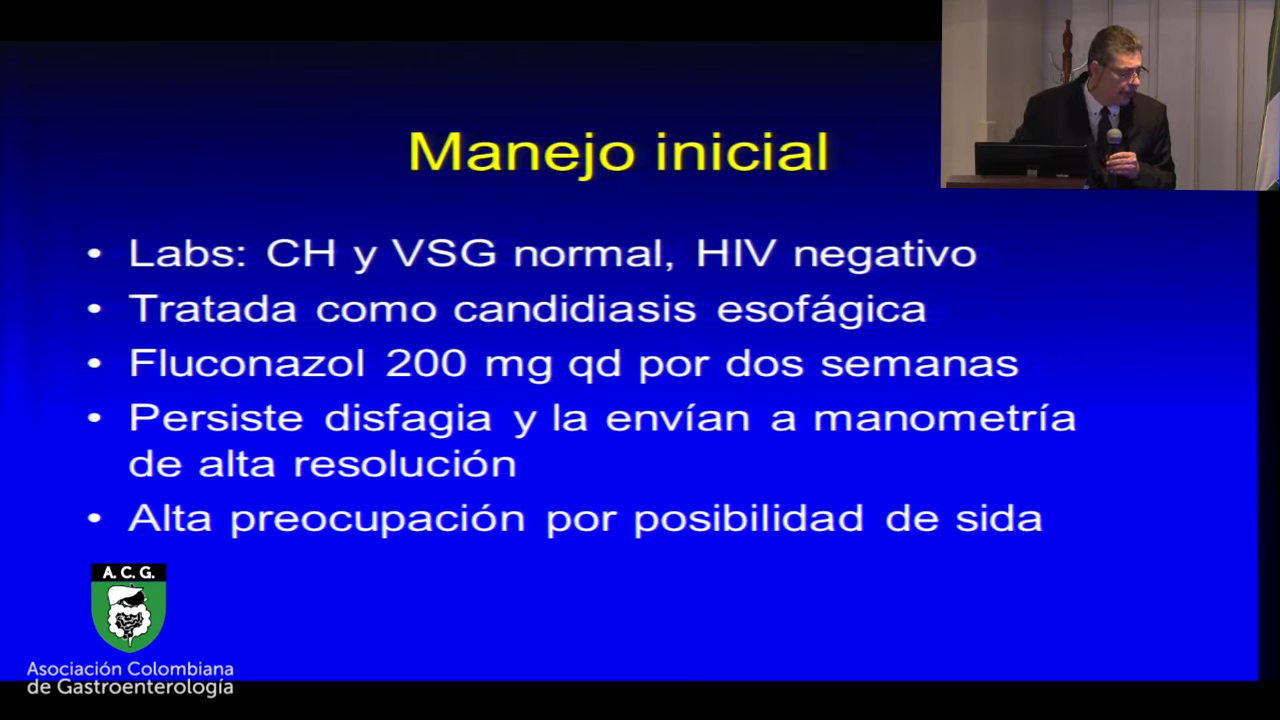 Manejo inicial
• Labs: CH y VSG normal, HIV negativo
• Tratada como candidiasis esofágica
• Fluconazol 200 mg qd por dos semanas
• Persiste disfagia y la envían a manometría
de alta resolución
• Alta preocupación por posibilidad de sida
A. C. G.
Asociación Colombiana
de Gastroenterología